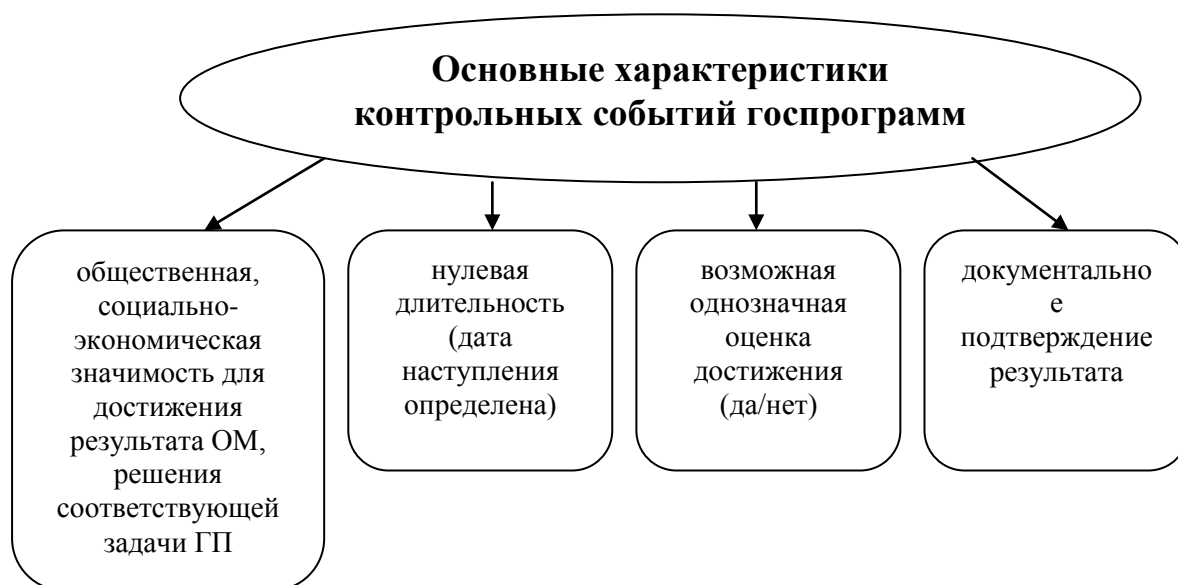 Основные характеристики
контрольных событий госпрограмм
общественная,
социально-
экономическая
значимость для
достижения
результата ОМ,
решения
соответствующей
задачи ГП
нулевая
длительность
(дата
наступления
определена)
возможная
однозначная
оценка
достижения
(да/нет)
документально
е
подтверждение
результата